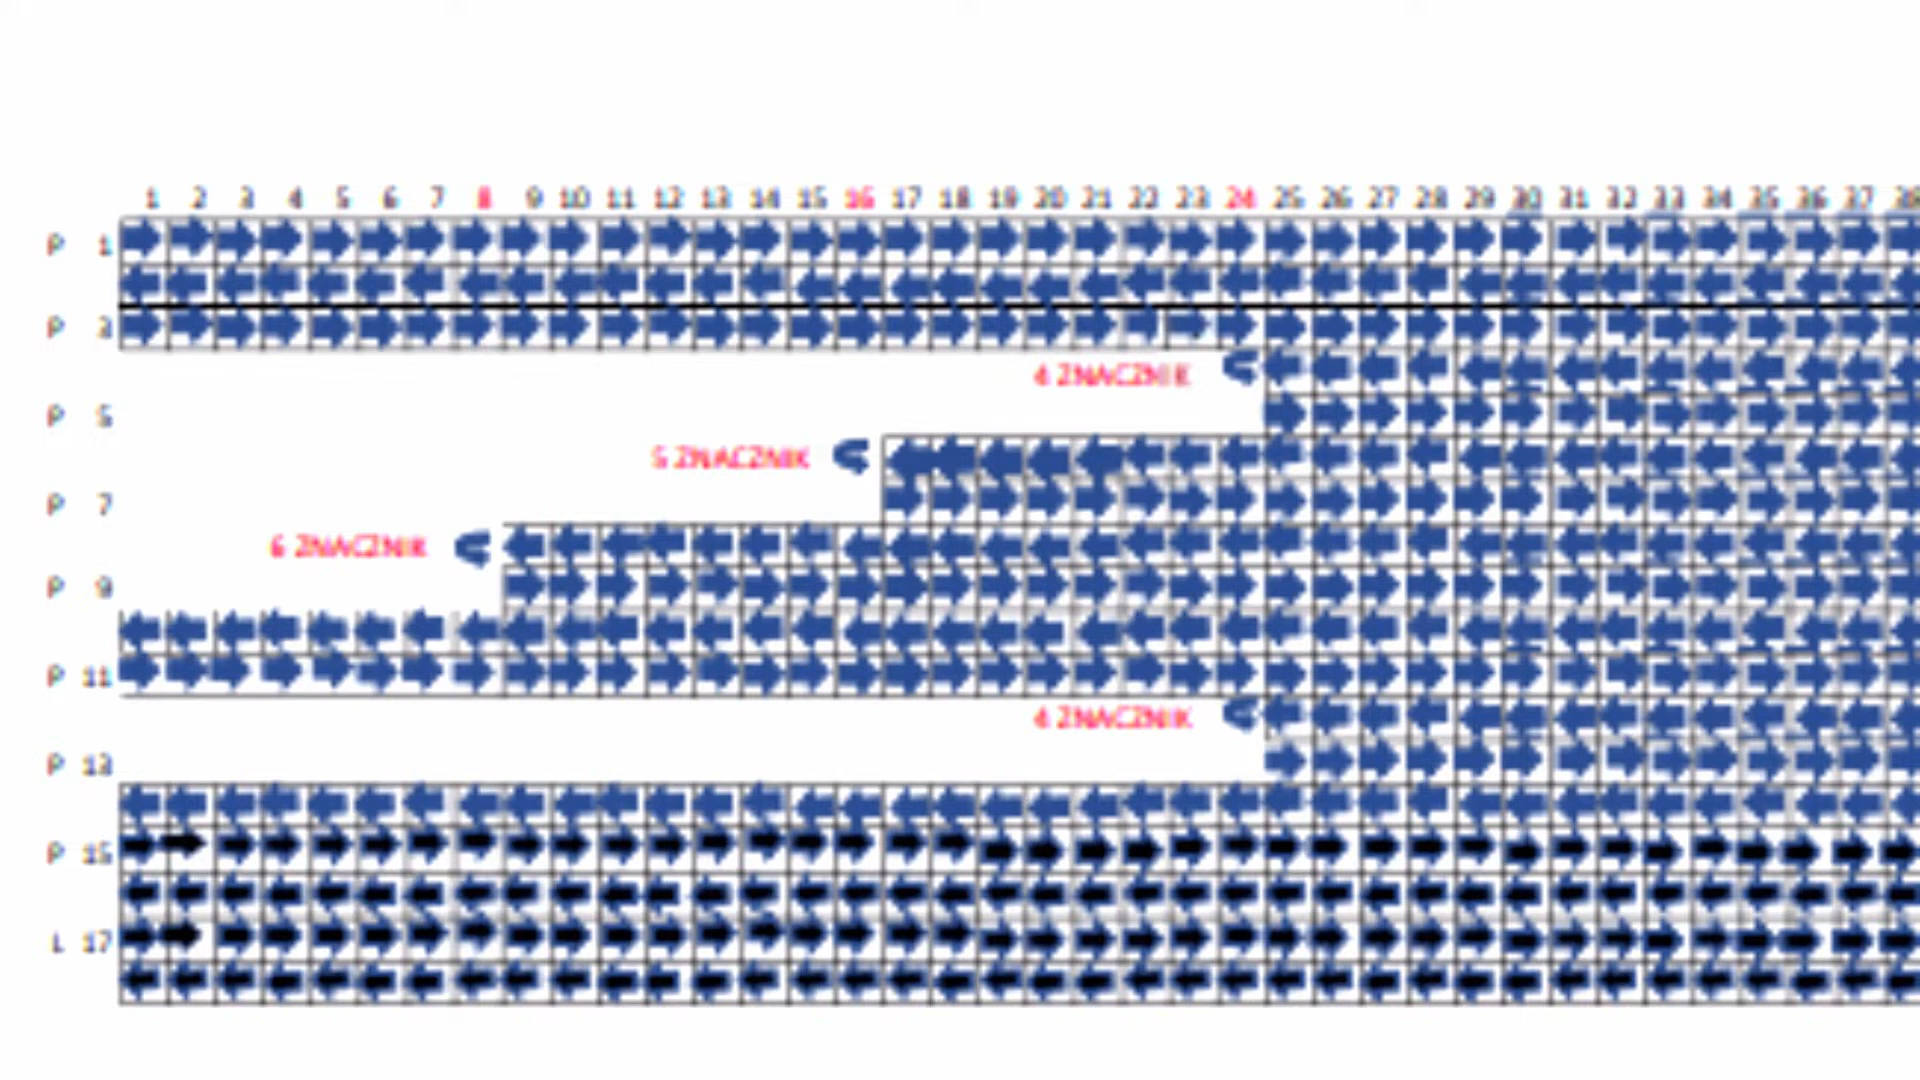 1 2 3 4 5 6 7 8 9 10 11 12 13 14 15 16 17 18 19 20 21 22 23 24 25 26 27 28 29 30 31 32 33 34 35 36 37 38
P 1
P 3
4 ZNACZNIK
P 5
5 ZNACZNIK
P 7
6 ZNACZNIK
P 9
P 11
4 ZNACZNIK
P 13
P 15
L 17